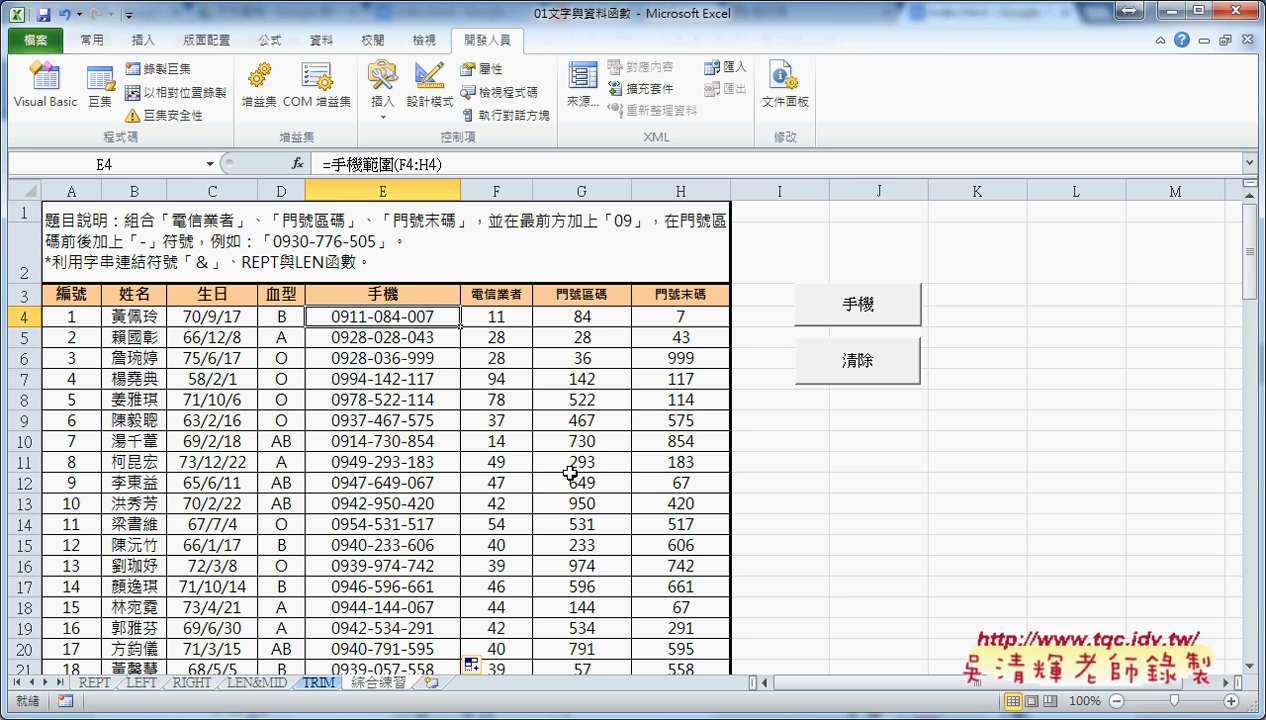 01文字與資料函數 - Microsoft Excel
檔案 常用 插入 版面配置 公式 資料 校閱 檢視 開發人員
Visual Basic 巨集 錄製巨集 以相對位置錄製 巨集安全性 增益集 COM 增益集 插入 設計模式 屬性 檢視程式碼 執行對話方塊 來源... 對應內容 擴充套件 重新整理資料 匯入 匯出 文件面板
程式碼 增益集 控制項 XML 修改
E4 fx =手機範圍(F4:H4)
A B C D E F G H I J K L M
1 題目說明：組合「電信業者」、「門號區碼」、「門號末碼」，並在最前方加上「09」，在門號區
碼前後加上「-」符號，例如：「0930-776-505」。
2 *利用字串連結符號「&」、REPT與LEN函數。
3 編號 姓名 生日 血型 手機 電信業者 門號區碼 門號末碼
4 1 黃佩玲 70/9/17 B 0911-084-007 11 84 7
5 2 賴國彰 66/12/8 A 0928-028-043 28 28 43
6 3 詹琬婷 75/6/17 O 0928-036-999 28 36 999
7 4 楊堯典 58/2/1 O 0994-142-117 94 142 117
8 5 姜雅琪 71/10/6 O 0978-522-114 78 522 114
9 6 陳毅聰 63/2/16 O 0937-467-575 37 467 575
10 7 湯千葦 69/2/18 AB 0914-730-854 14 730 854
11 8 柯昆宏 73/12/22 A 0949-293-183 49 293 183
12 9 李東益 65/6/11 AB 0947-649-067 47 649 67
13 10 洪秀芳 70/2/22 AB 0942-950-420 42 950 420
14 11 梁書維 67/7/4 O 0954-531-517 54 531 517
15 12 陳沅竹 66/1/17 B 0940-233-606 40 233 606
16 13 劉珈妤 72/3/8 O 0939-974-742 39 974 742
17 14 顏逸琪 71/10/14 B 0946-596-661 46 596 661
18 15 林宛霓 73/4/21 A 0944-144-067 44 144 67
19 16 郭雅芬 69/6/30 A 0942-534-291 42 534 291
20 17 方鈞儀 71/3/15 AB 0940-791-595 40 791 595
21 18 黃馨慧 68/5/5 B 0939-057-558 39 57 558
手機
清除
http://www.tqc.idv.tw/
吳清輝老師錄製
REPT LEFT RIGHT LEN&MID TRIM 綜合練習
就緒 100%